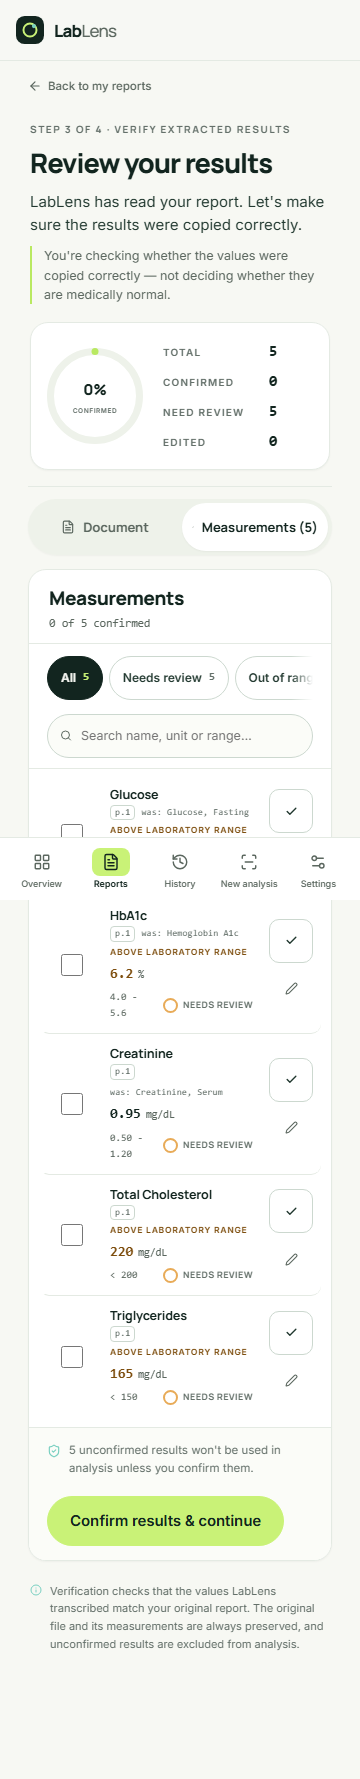 LabLens
Back to my reports
STEP 3 OF 4 · VERIFY EXTRACTED RESULTS
Review your results
LabLens has read your report. Let's make
sure the results were copied correctly.
You're checking whether the values were
copied correctly — not deciding whether they
are medically normal.
0%
CONFIRMED
TOTAL 5
CONFIRMED 0
NEED REVIEW 5
EDITED 0
Document
Measurements (5)
Measurements
0 of 5 confirmed
All 5
Needs review 5
Out of rang
Search name, unit or range...
Glucose
p.1 was: Glucose, Fasting
ABOVE LABORATORY RANGE
Overview
Reports
History
New analysis
Settings
HbA1c
p.1 was: Hemoglobin A1c
ABOVE LABORATORY RANGE
6.2 %
4.0 -
5.6
NEEDS REVIEW
Creatinine
p.1
was: Creatinine, Serum
0.95 mg/dL
0.50 -
1.20
NEEDS REVIEW
Total Cholesterol
p.1
ABOVE LABORATORY RANGE
220 mg/dL
< 200
NEEDS REVIEW
Triglycerides
p.1
ABOVE LABORATORY RANGE
165 mg/dL
< 150
NEEDS REVIEW
5 unconfirmed results won't be used in
analysis unless you confirm them.
Confirm results & continue
Verification checks that the values LabLens
transcribed match your original report. The original
file and its measurements are always preserved, and
unconfirmed results are excluded from analysis.